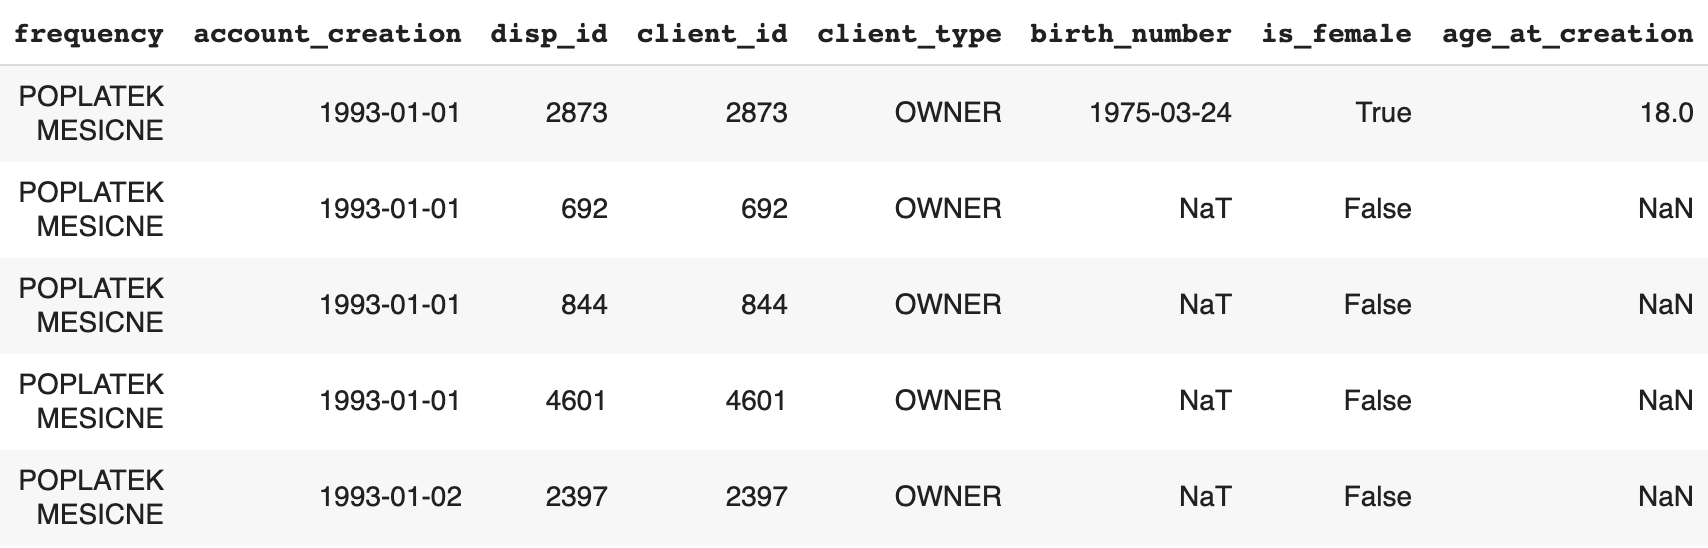 frequency account_creation disp_id client_id client_type birth_number is_female age_at_creation
POPLATEK
MESICNE 1993-01-01 2873 2873 OWNER 1975-03-24 True 18.0
POPLATEK
MESICNE 1993-01-01 692 692 OWNER NaT False NaN
POPLATEK
MESICNE 1993-01-01 844 844 OWNER NaT False NaN
POPLATEK
MESICNE 1993-01-01 4601 4601 OWNER NaT False NaN
POPLATEK
MESICNE 1993-01-02 2397 2397 OWNER NaT False NaN